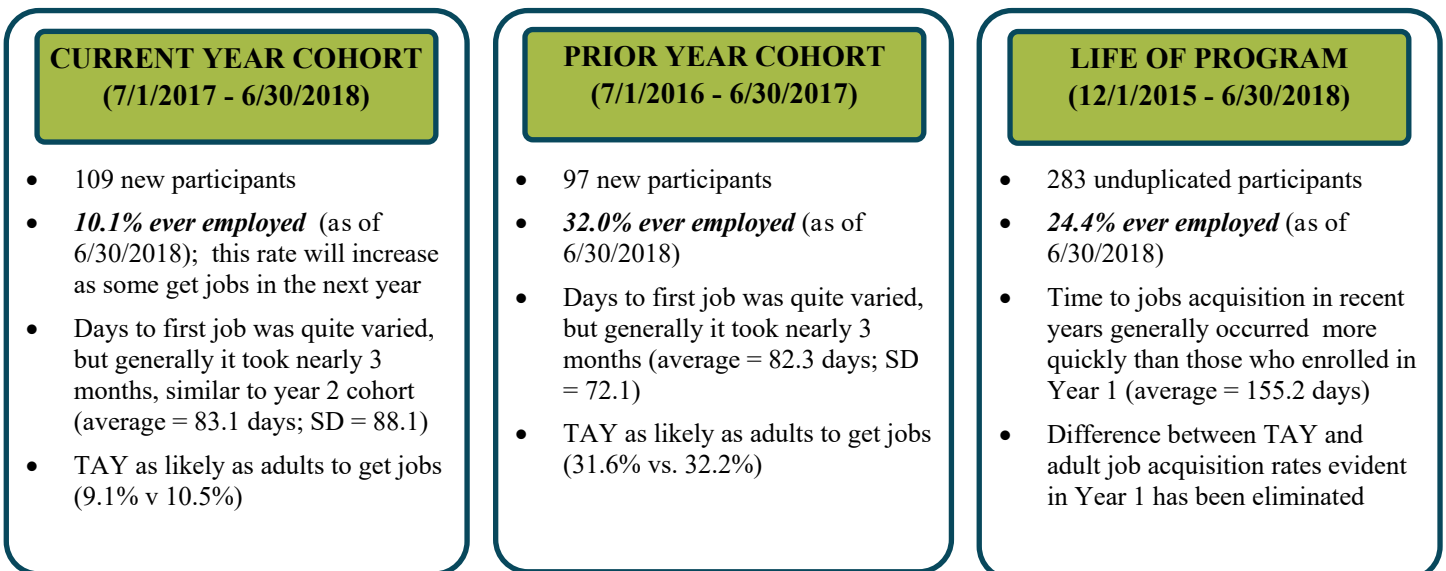 CURRENT YEAR COHORT
(7/1/2017 - 6/30/2018)
• 109 new participants
• 10.1% ever employed (as of
6/30/2018); this rate will increase
as some get jobs in the next year
• Days to first job was quite varied,
but generally it took nearly 3
months, similar to year 2 cohort
(average = 83.1 days; SD = 88.1)
• TAY as likely as adults to get jobs
(9.1% v 10.5%)
PRIOR YEAR COHORT
(7/1/2016 - 6/30/2017)
• 97 new participants
• 32.0% ever employed (as of
6/30/2018)
• Days to first job was quite varied,
but generally it took nearly 3
months (average = 82.3 days; SD
= 72.1)
• TAY as likely as adults to get jobs
(31.6% vs. 32.2%)
LIFE OF PROGRAM
(12/1/2015 - 6/30/2018)
• 283 unduplicated participants
• 24.4% ever employed (as of
6/30/2018)
• Time to jobs acquisition in recent
years generally occurred more
quickly than those who enrolled in
Year 1 (average = 155.2 days)
• Difference between TAY and
adult job acquisition rates evident
in Year 1 has been eliminated